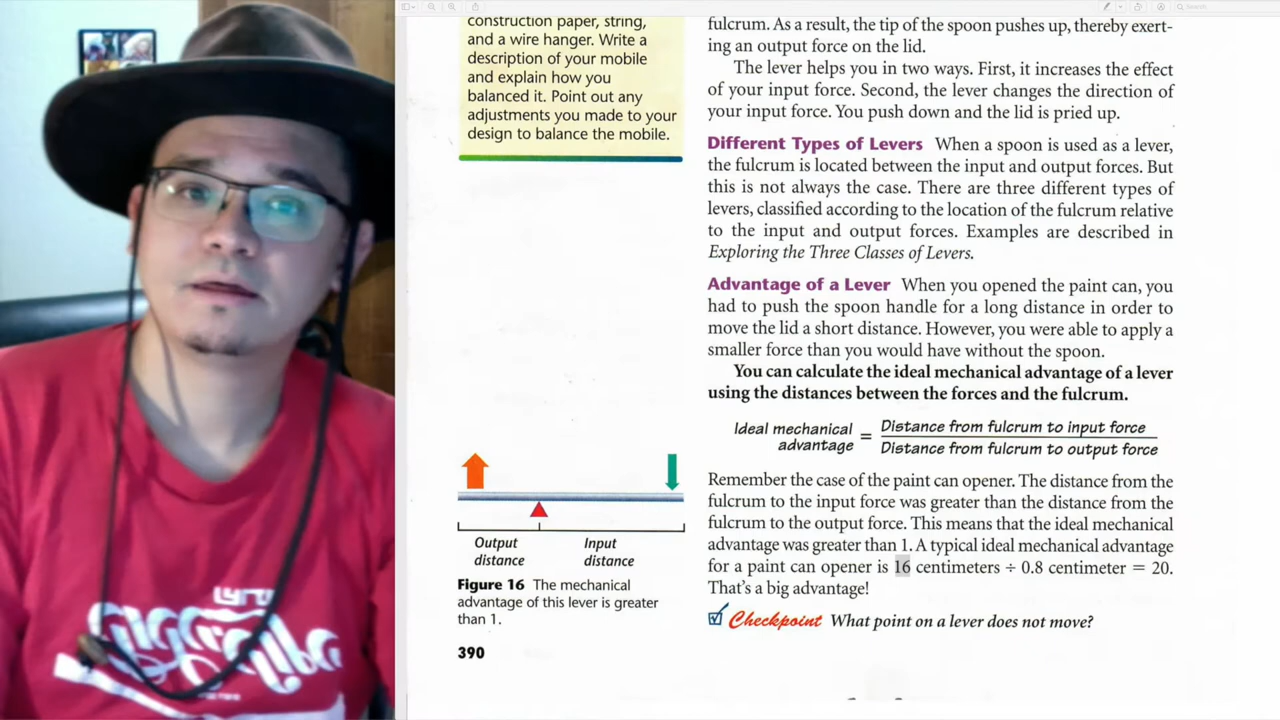 Search
construction paper, string,
and a wire hanger. Write a
description of your mobile
and explain how you
balanced it. Point out any
adjustments you made to your
design to balance the mobile.
Output
distance
Input
distance
Figure 16 The mechanical
advantage of this lever is greater
than 1.
390
fulcrum. As a result, the tip of the spoon pushes up, thereby exert-
ing an output force on the lid.
The lever helps you in two ways. First, it increases the effect
of your input force. Second, the lever changes the direction of
your input force. You push down and the lid is pried up.
Different Types of Levers When a spoon is used as a lever,
the fulcrum is located between the input and output forces. But
this is not always the case. There are three different types of
levers, classified according to the location of the fulcrum relative
to the input and output forces. Examples are described in
Exploring the Three Classes of Levers.
Advantage of a Lever When you opened the paint can, you
had to push the spoon handle for a long distance in order to
move the lid a short distance. However, you were able to apply a
smaller force than you would have without the spoon.
You can calculate the ideal mechanical advantage of a lever
using the distances between the forces and the fulcrum.
Ideal mechanical
advantage = Distance from fulcrum to input force
Distance from fulcrum to output force
Remember the case of the paint can opener. The distance from the
fulcrum to the input force was greater than the distance from the
fulcrum to the output force. This means that the ideal mechanical
advantage was greater than 1. A typical ideal mechanical advantage
for a paint can opener is 16 centimeters ÷ 0.8 centimeter = 20.
That's a big advantage!
Checkpoint What point on a lever does not move?